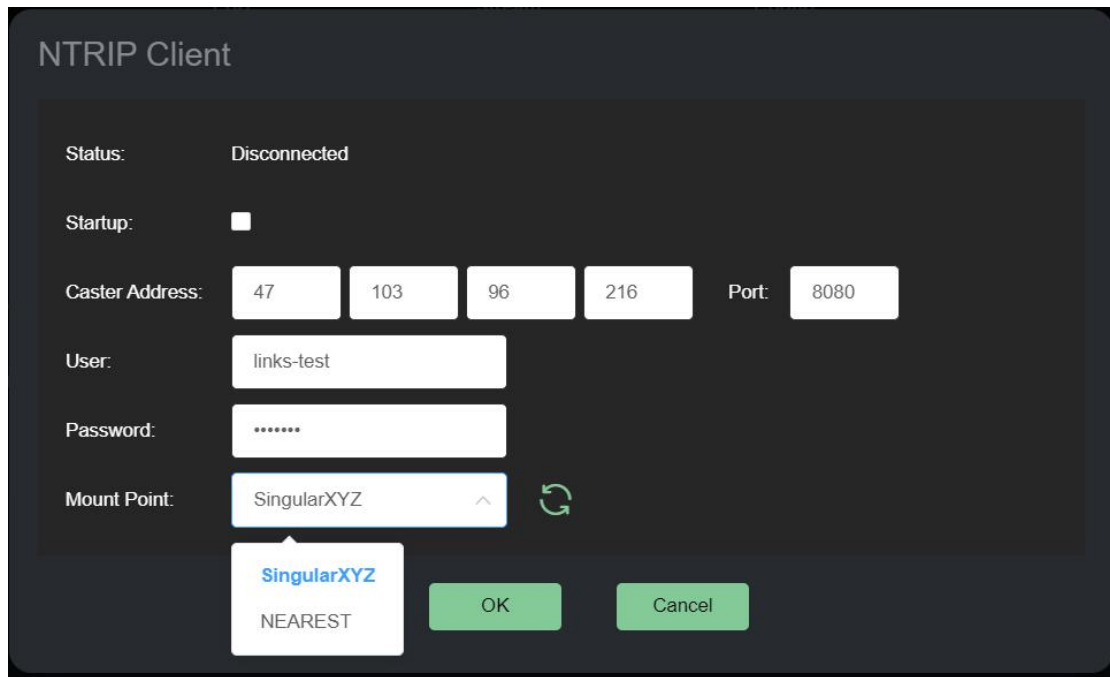 NTRIP Client
Status: Disconnected
Startup:
Caster Address: 47 103 96 216 Port: 8080
User: links-test
Password: •••••••
Mount Point: SingularXYZ
SingularXYZ
NEAREST
OK Cancel